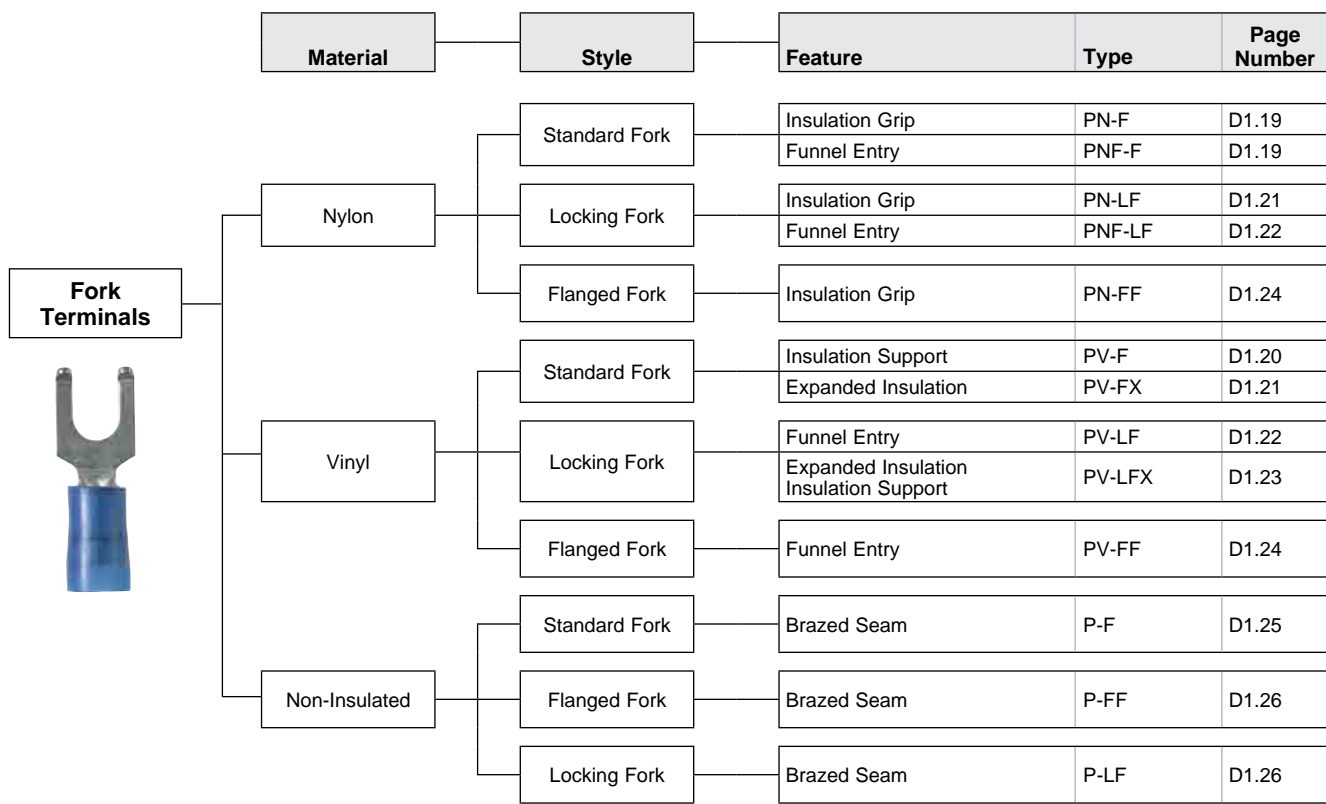 Material Style Feature Type Page
Number
Fork
Terminals
Nylon
Standard Fork
Insulation Grip PN-F D1.19
Funnel Entry PNF-F D1.19
Locking Fork
Insulation Grip PN-LF D1.21
Funnel Entry PNF-LF D1.22
Flanged Fork Insulation Grip PN-FF D1.24
Vinyl
Standard Fork
Insulation Support PV-F D1.20
Expanded Insulation PV-FX D1.21
Locking Fork
Funnel Entry PV-LF D1.22
Expanded Insulation
Insulation Support PV-LFX D1.23
Flanged Fork Funnel Entry PV-FF D1.24
Non-Insulated
Standard Fork Brazed Seam P-F D1.25
Flanged Fork Brazed Seam P-FF D1.26
Locking Fork Brazed Seam P-LF D1.26